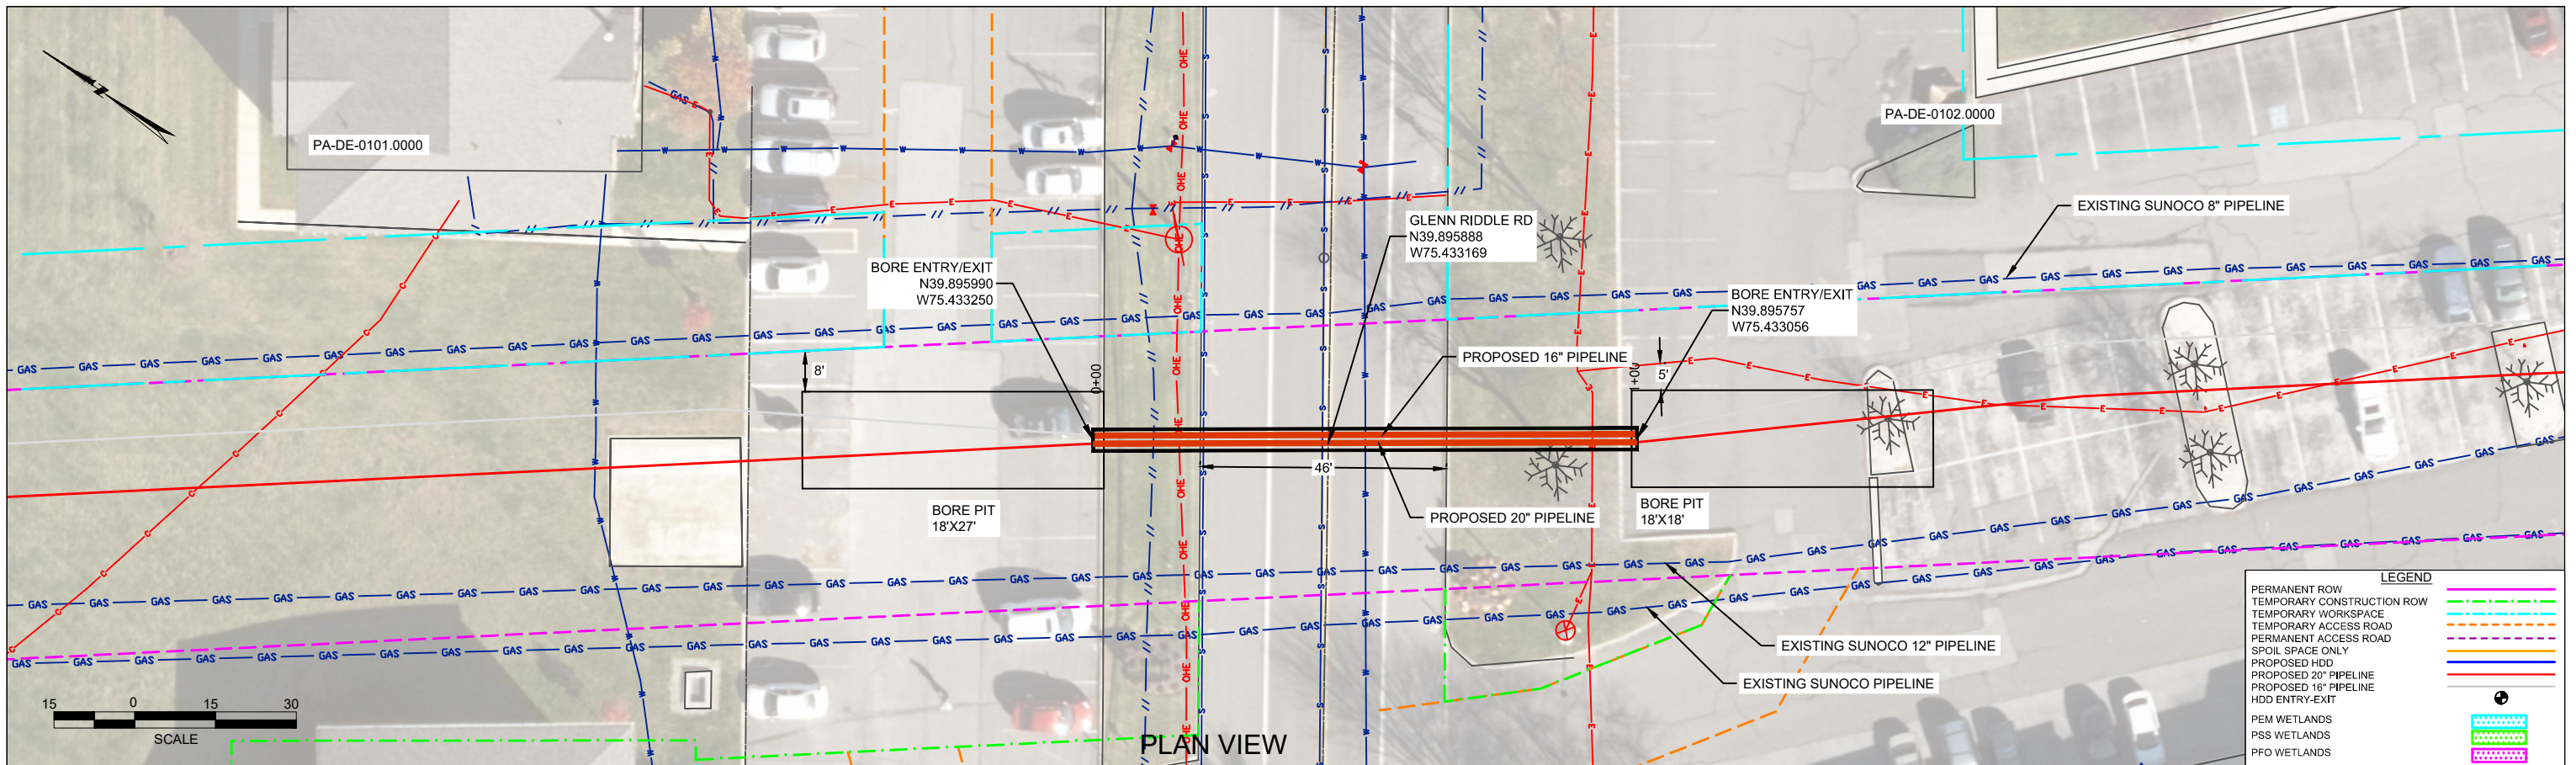 PA-DE-0101.0000
PA-DE-0102.0000
EXISTING SUNOCO 8" PIPELINE
GLENN RIDDLE RD
N39.895888
W75.433169
BORE ENTRY/EXIT
N39.895990
W75.433250
BORE ENTRY/EXIT
N39.895757
W75.433056
PROPOSED 16" PIPELINE
8'
0+00
1+00
5'
46'
PROPOSED 20" PIPELINE
BORE PIT
18'X27'
BORE PIT
18'X18'
EXISTING SUNOCO 12" PIPELINE
EXISTING SUNOCO PIPELINE
15 0 15 30
SCALE
PLAN VIEW
LEGEND
PERMANENT ROW
TEMPORARY CONSTRUCTION ROW
TEMPORARY WORKSPACE
TEMPORARY ACCESS ROAD
PERMANENT ACCESS ROAD
SPOIL SPACE ONLY
PROPOSED HDD
PROPOSED 20" PIPELINE
PROPOSED 16" PIPELINE
HDD ENTRY-EXIT
PEM WETLANDS
PSS WETLANDS
PFO WETLANDS
GAS
OHE
W
S
E
C